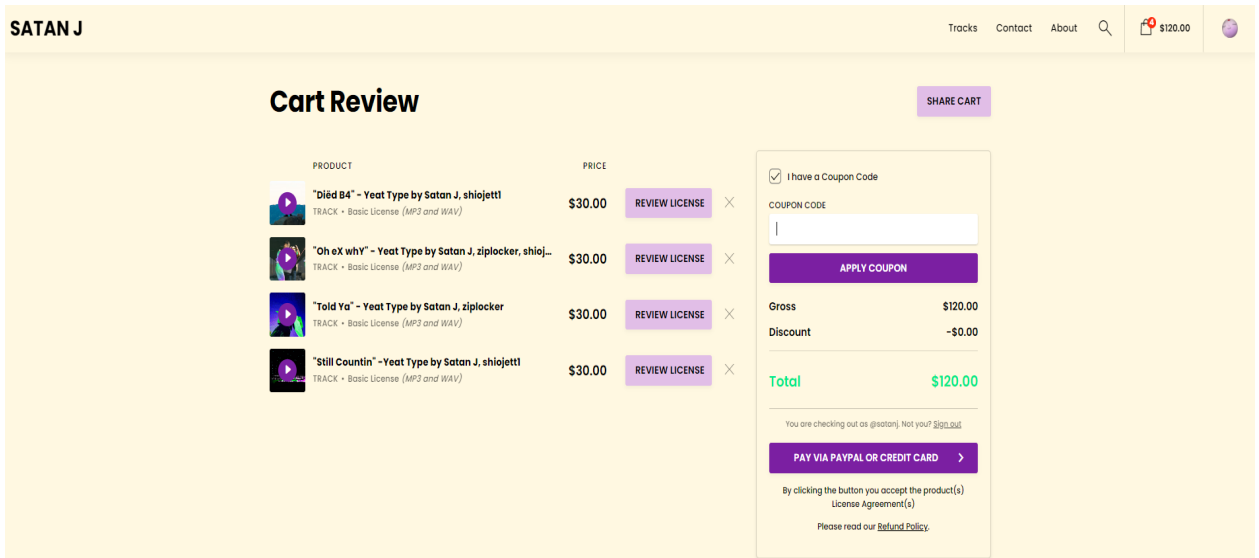 SATAN J
Tracks Contact About 4 $120.00
Cart Review
SHARE CART
PRODUCT PRICE
"Diëd B4" - Yeat Type by Satan J, shiojett1
TRACK • Basic License (MP3 and WAV)
$30.00 REVIEW LICENSE
"Oh eX whY" - Yeat Type by Satan J, ziplocker, shioj...
TRACK • Basic License (MP3 and WAV)
$30.00 REVIEW LICENSE
"Told Ya" - Yeat Type by Satan J, ziplocker
TRACK • Basic License (MP3 and WAV)
$30.00 REVIEW LICENSE
"Still Countin" -Yeat Type by Satan J, shiojett1
TRACK • Basic License (MP3 and WAV)
$30.00 REVIEW LICENSE
I have a Coupon Code
COUPON CODE
APPLY COUPON
Gross $120.00
Discount -$0.00
Total $120.00
You are checking out as @satanj. Not you? Sign out
PAY VIA PAYPAL OR CREDIT CARD
By clicking the button you accept the product(s)
License Agreement(s)
Please read our Refund Policy.